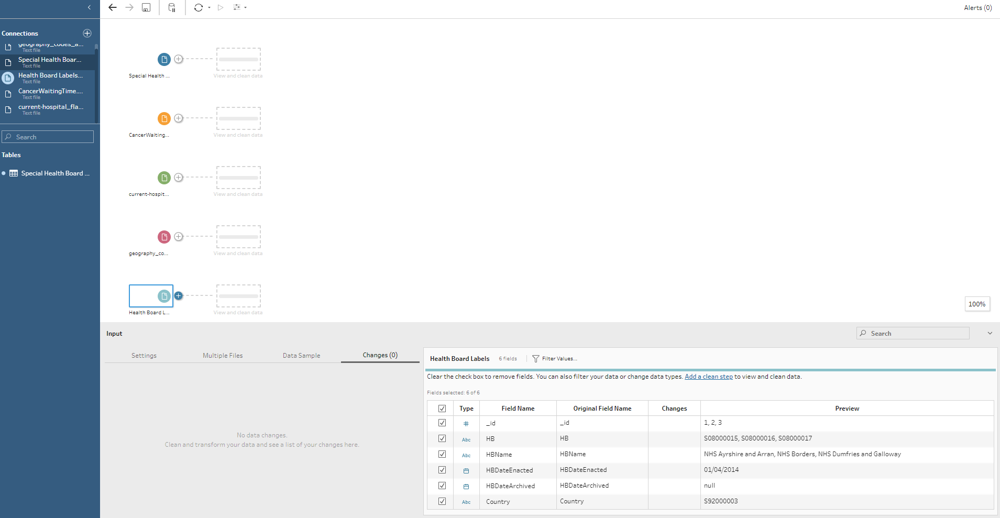 Alerts (0)
Connections
geography_codes_a...
Text file
Special Health Boar...
Text file
Health Board Labels...
Text file
CancerWaitingTime....
Text file
current-hospital_fla...
Text file
Search
Tables
Special Health Board ...
Special Health ...
View and clean data
CancerWaiting...
View and clean data
current-hospit...
View and clean data
geography_co...
View and clean data
Health Board L...
View and clean data
100%
Input
Search
Settings
Multiple Files
Data Sample
Changes (0)
No data changes.
Clean and transform your data and see a list of your changes here.
Health Board Labels 6 fields Filter Values...
Clear the check box to remove fields. You can also filter your data or change data types. Add a clean step to view and clean data.
Fields selected: 6 of 6
Type Field Name Original Field Name Changes Preview
# _id _id 1, 2, 3
Abc HB HB S08000015, S08000016, S08000017
Abc HBName HBName NHS Ayrshire and Arran, NHS Borders, NHS Dumfries and Galloway
HBDateEnacted HBDateEnacted 01/04/2014
HBDateArchived HBDateArchived null
Abc Country Country S92000003